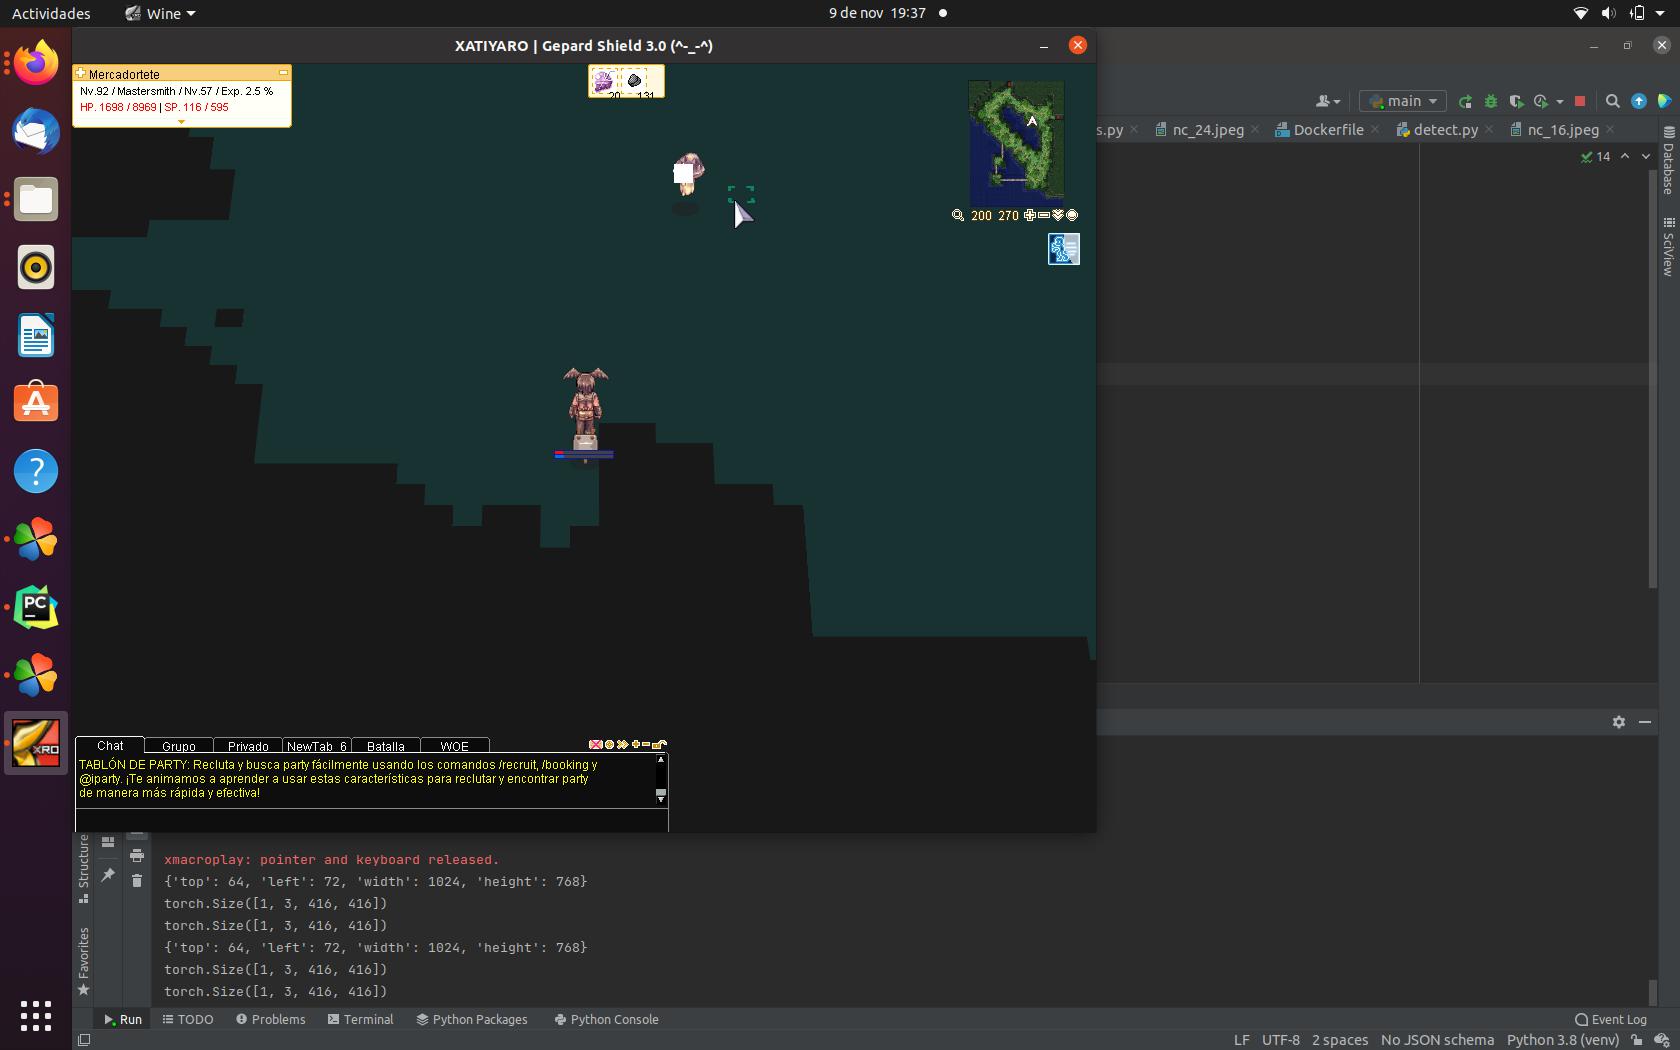 Actividades
Wine
9 de nov 19:37
XATIYARO | Gepard Shield 3.0 (^-_-^)
Mercadortete
Nv.92 / Mastersmith / Nv.57 / Exp. 2.5 %
HP. 1698 / 8969 | SP. 116 / 595
20
131
200 270
main
s.py
nc_24.jpeg
Dockerfile
detect.py
nc_16.jpeg
14
Database
SciView
PC
XRO
Chat
Grupo
Privado
NewTab_6
Batalla
WOE
TABLÓN DE PARTY: Recluta y busca party fácilmente usando los comandos /recruit, /booking y
@iparty. ¡Te animamos a aprender a usar estas características para reclutar y encontrar party
de manera más rápida y efectiva!
Structure
Favorites
xmacroplay: pointer and keyboard released.
{'top': 64, 'left': 72, 'width': 1024, 'height': 768}
torch.Size([1, 3, 416, 416])
torch.Size([1, 3, 416, 416])
{'top': 64, 'left': 72, 'width': 1024, 'height': 768}
torch.Size([1, 3, 416, 416])
torch.Size([1, 3, 416, 416])
Run
TODO
Problems
Terminal
Python Packages
Python Console
Event Log
LF UTF-8 2 spaces No JSON schema Python 3.8 (venv)